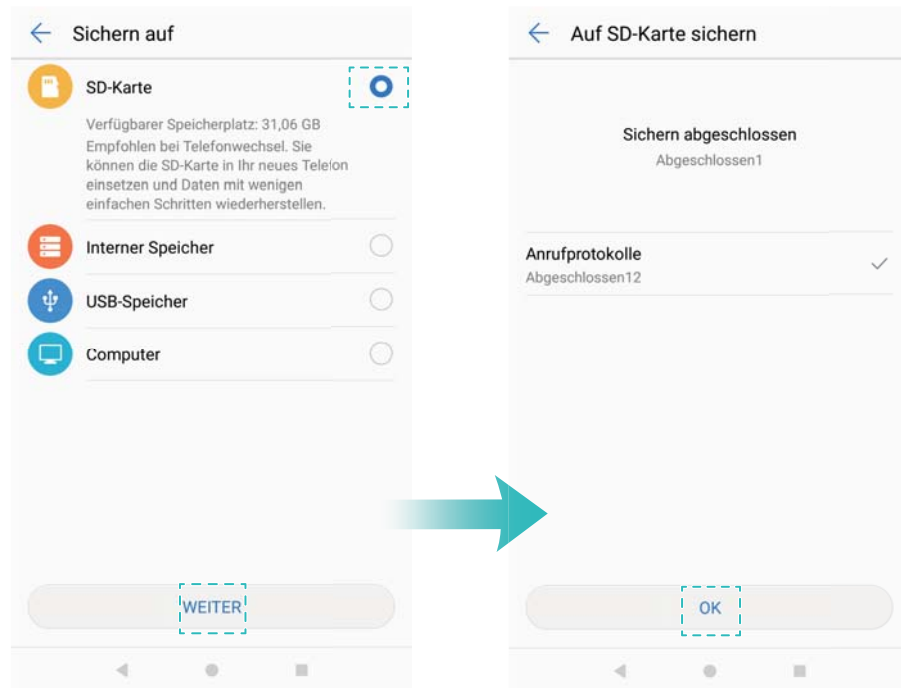 Sichern auf
SD-Karte
Verfügbarer Speicherplatz: 31,06 GB
Empfohlen bei Telefonwechsel. Sie
können die SD-Karte in Ihr neues Telefon
einsetzen und Daten mit wenigen
einfachen Schritten wiederherstellen.
Interner Speicher
USB-Speicher
Computer
WEITER
Auf SD-Karte sichern
Sichern abgeschlossen
Abgeschlossen1
Anrufprotokolle
Abgeschlossen12
OK